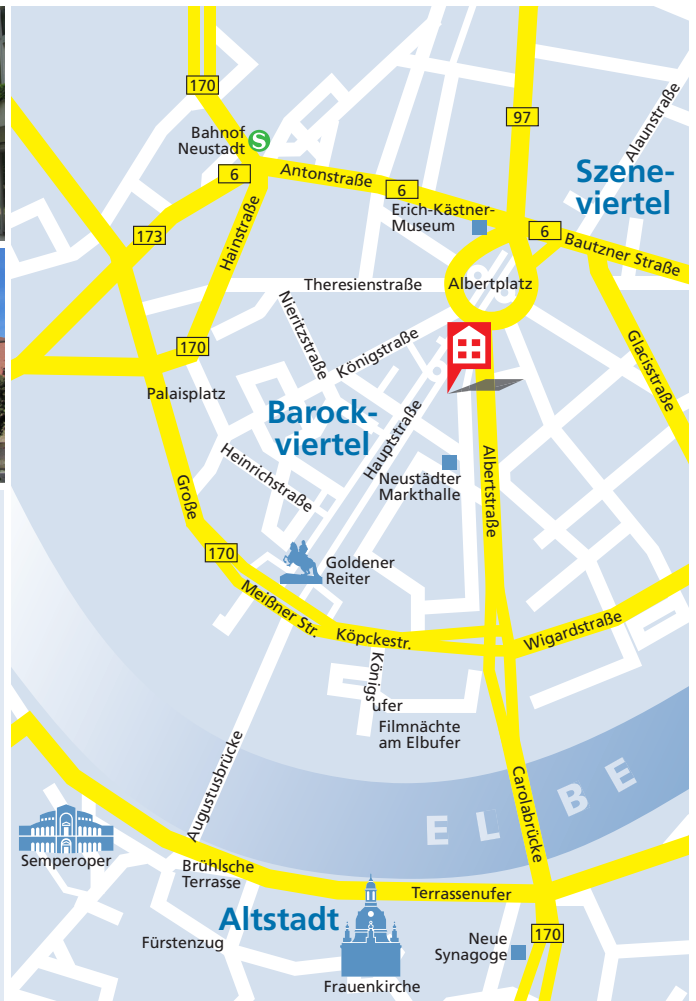 170
97
Alaunstraße
Bahnof
Neustadt
S
6
Antonstraße
6
Szene-
viertel
Erich-Kästner-
Museum
6
Bautzner Straße
173
Hainstraße
Theresienstraße
Albertplatz
Nieritzstraße
Königstraße
Glacisstraße
170
Palaisplatz
Barock-
viertel
Hauptstraße
Heinrichstraße
Neustädter
Markthalle
Albertstraße
Große
170
Goldener
Reiter
Meißner Str.
Köpckestr.
Wigardstraße
Königs
ufer
Filmnächte
am Elbufer
Augustusbrücke
Carolabrücke
ELBE
Semperoper
Brühlsche
Terrasse
Terrassenufer
Altstadt
Fürstenzug
Neue
Synagoge
170
Frauenkirche